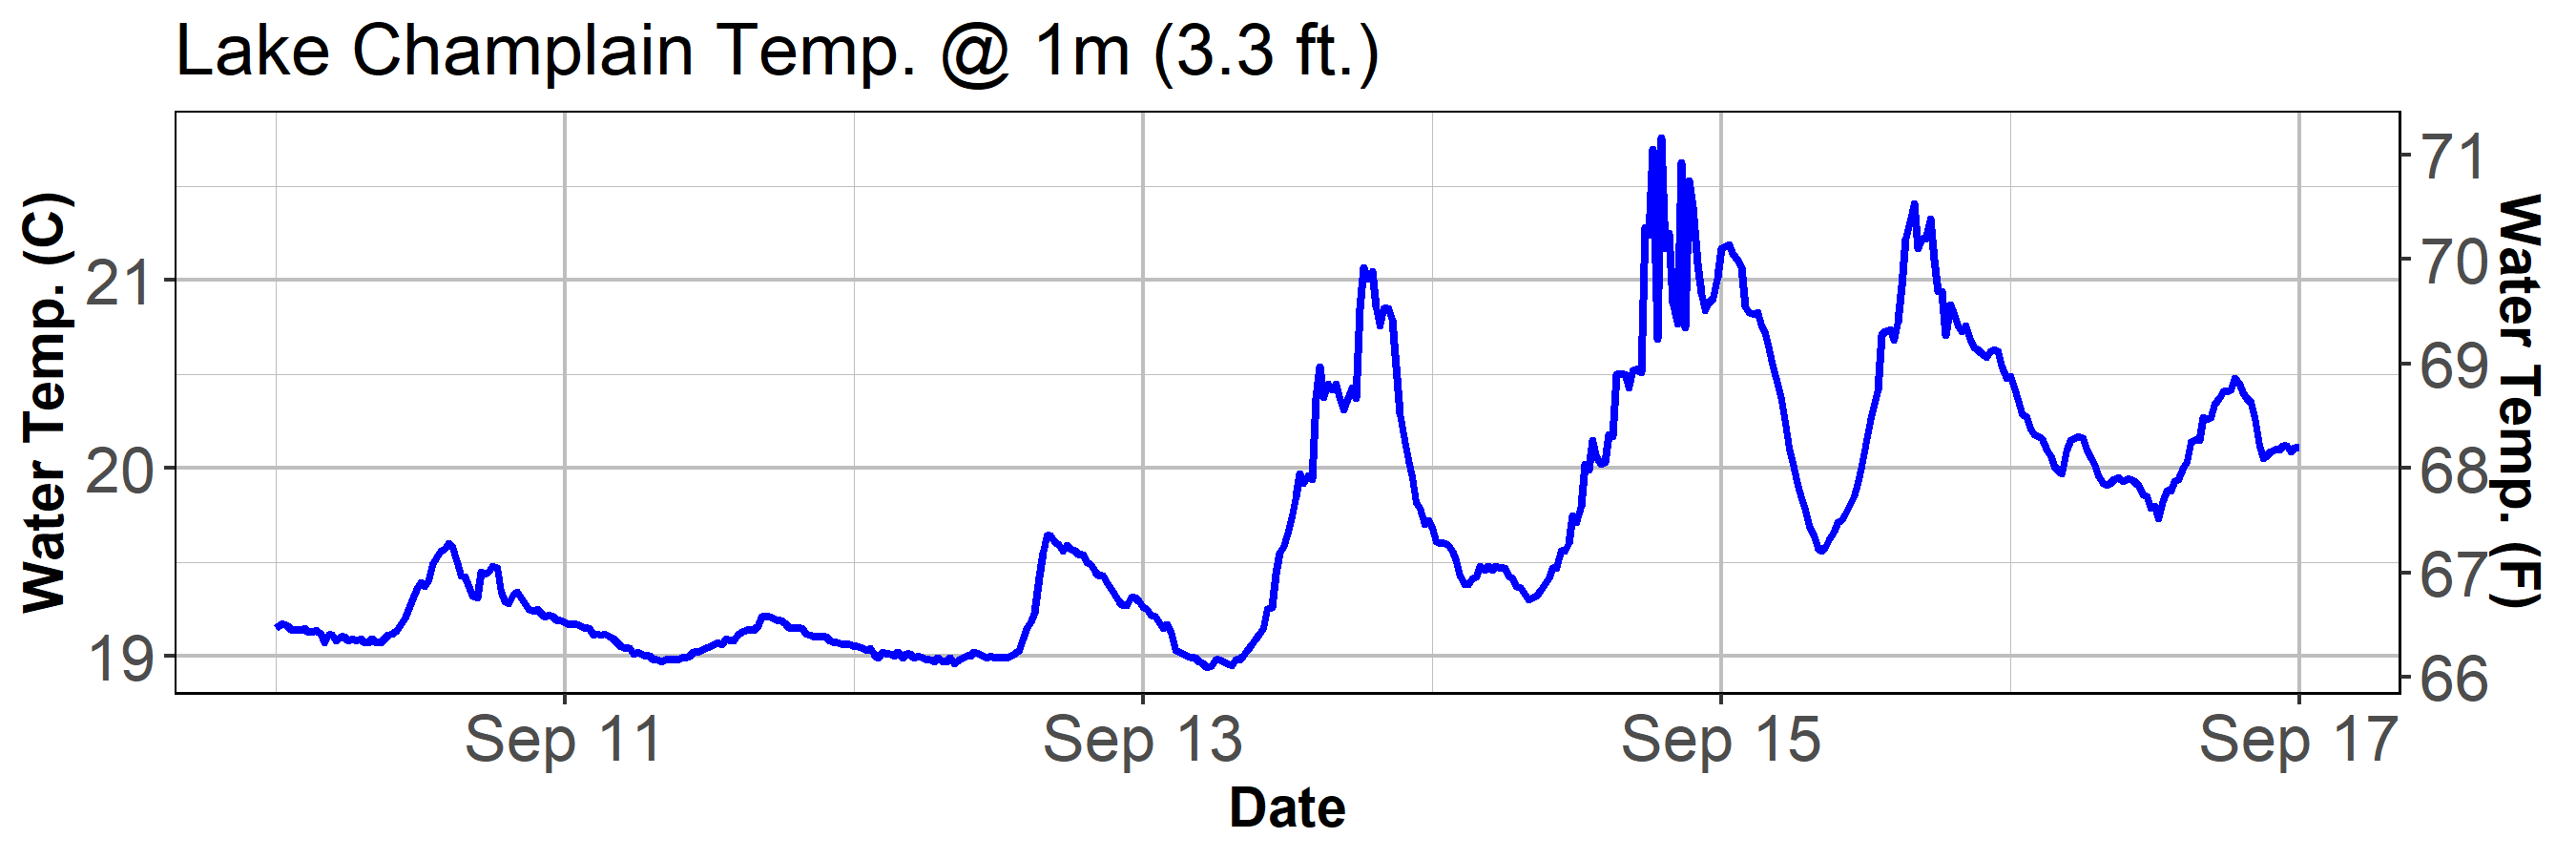 Lake Champlain Temp. @ 1m (3.3 ft.)
Water Temp. (C)
21
20
19
71
70
69
68
67
66
Water Temp. (F)
Sep 11
Sep 13
Sep 15
Sep 17
Date